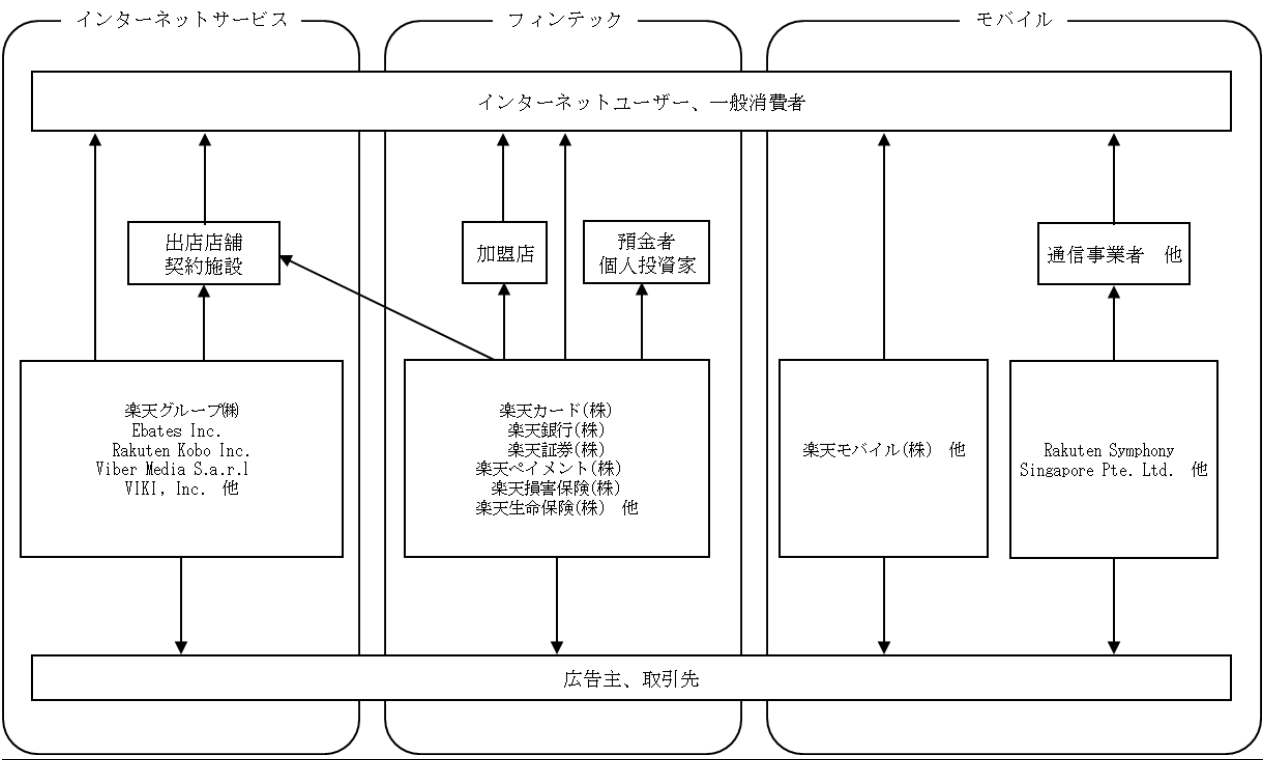 インターネットサービス
フィンテック
モバイル
インターネットユーザー、一般消費者
出店店舗
契約施設
加盟店
預金者
個人投資家
通信事業者　他
楽天グループ㈱
Ebates Inc.
Rakuten Kobo Inc.
Viber Media S.a.r.l
VIKI, Inc.　他
楽天カード(株)
楽天銀行(株)
楽天証券(株)
楽天ペイメント(株)
楽天損害保険(株)
楽天生命保険(株)　他
楽天モバイル(株)　他
Rakuten Symphony
Singapore Pte. Ltd.　他
広告主、取引先